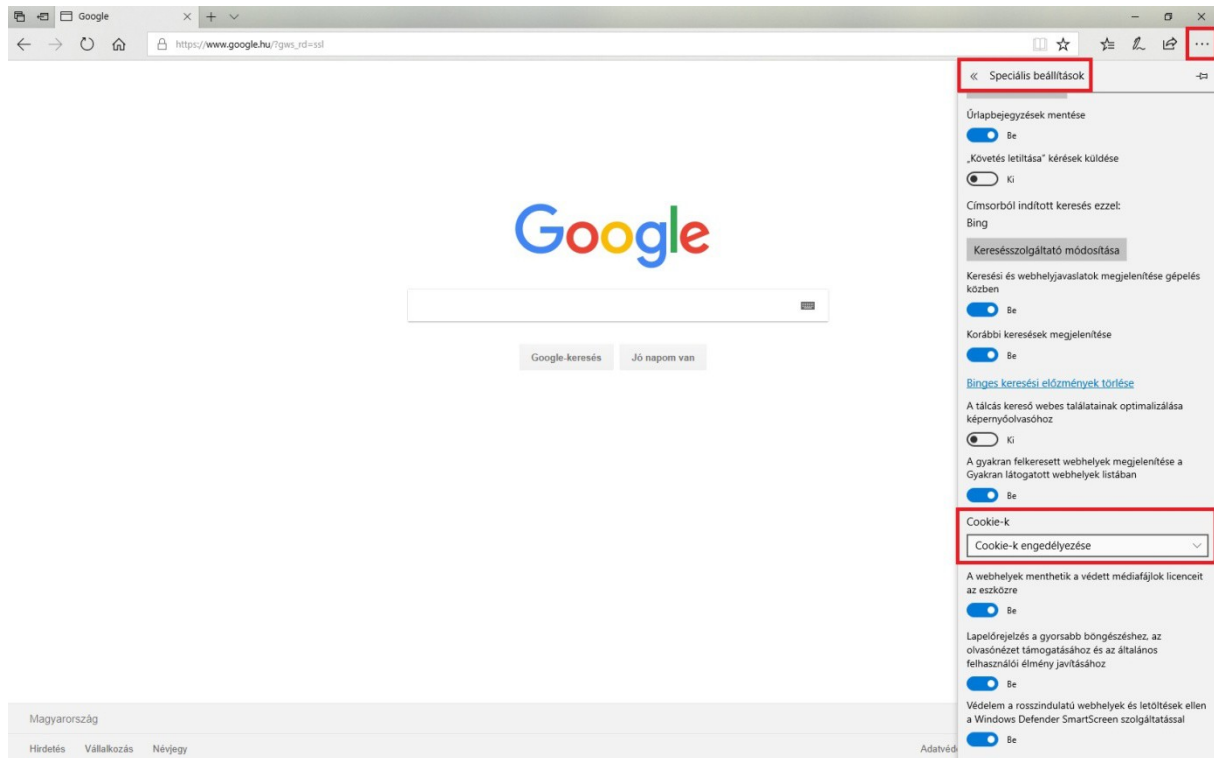 Google
https://www.google.hu/?gws_rd=ssl
Speciális beállítások
Űrlapbejegyzések mentése
Be
„Követés letiltása" kérések küldése
Ki
Címsorból indított keresés ezzel:
Bing
Keresésszolgáltató módosítása
Keresési és webhelyjavaslatok megjelenítése gépelés
közben
Be
Korábbi keresések megjelenítése
Be
Binges keresési előzmények törlése
A tálcás kereső webes találatainak optimalizálása
képernyőolvasóhoz
Ki
A gyakran felkeresett webhelyek megjelenítése a
Gyakran látogatott webhelyek listában
Be
Cookie-k
Cookie-k engedélyezése
A webhelyek menthetik a védett médiafájlok licenceit
az eszközre
Be
Lapelőrejelzés a gyorsabb böngészéshez, az
olvasónézet támogatásához és az általános
felhasználói élmény javításához
Be
Védelem a rosszindulatú webhelyek és letöltések ellen
a Windows Defender SmartScreen szolgáltatással
Be
Google
Google-keresés Jó napom van
Magyarország
Hirdetés Vállalkozás Névjegy